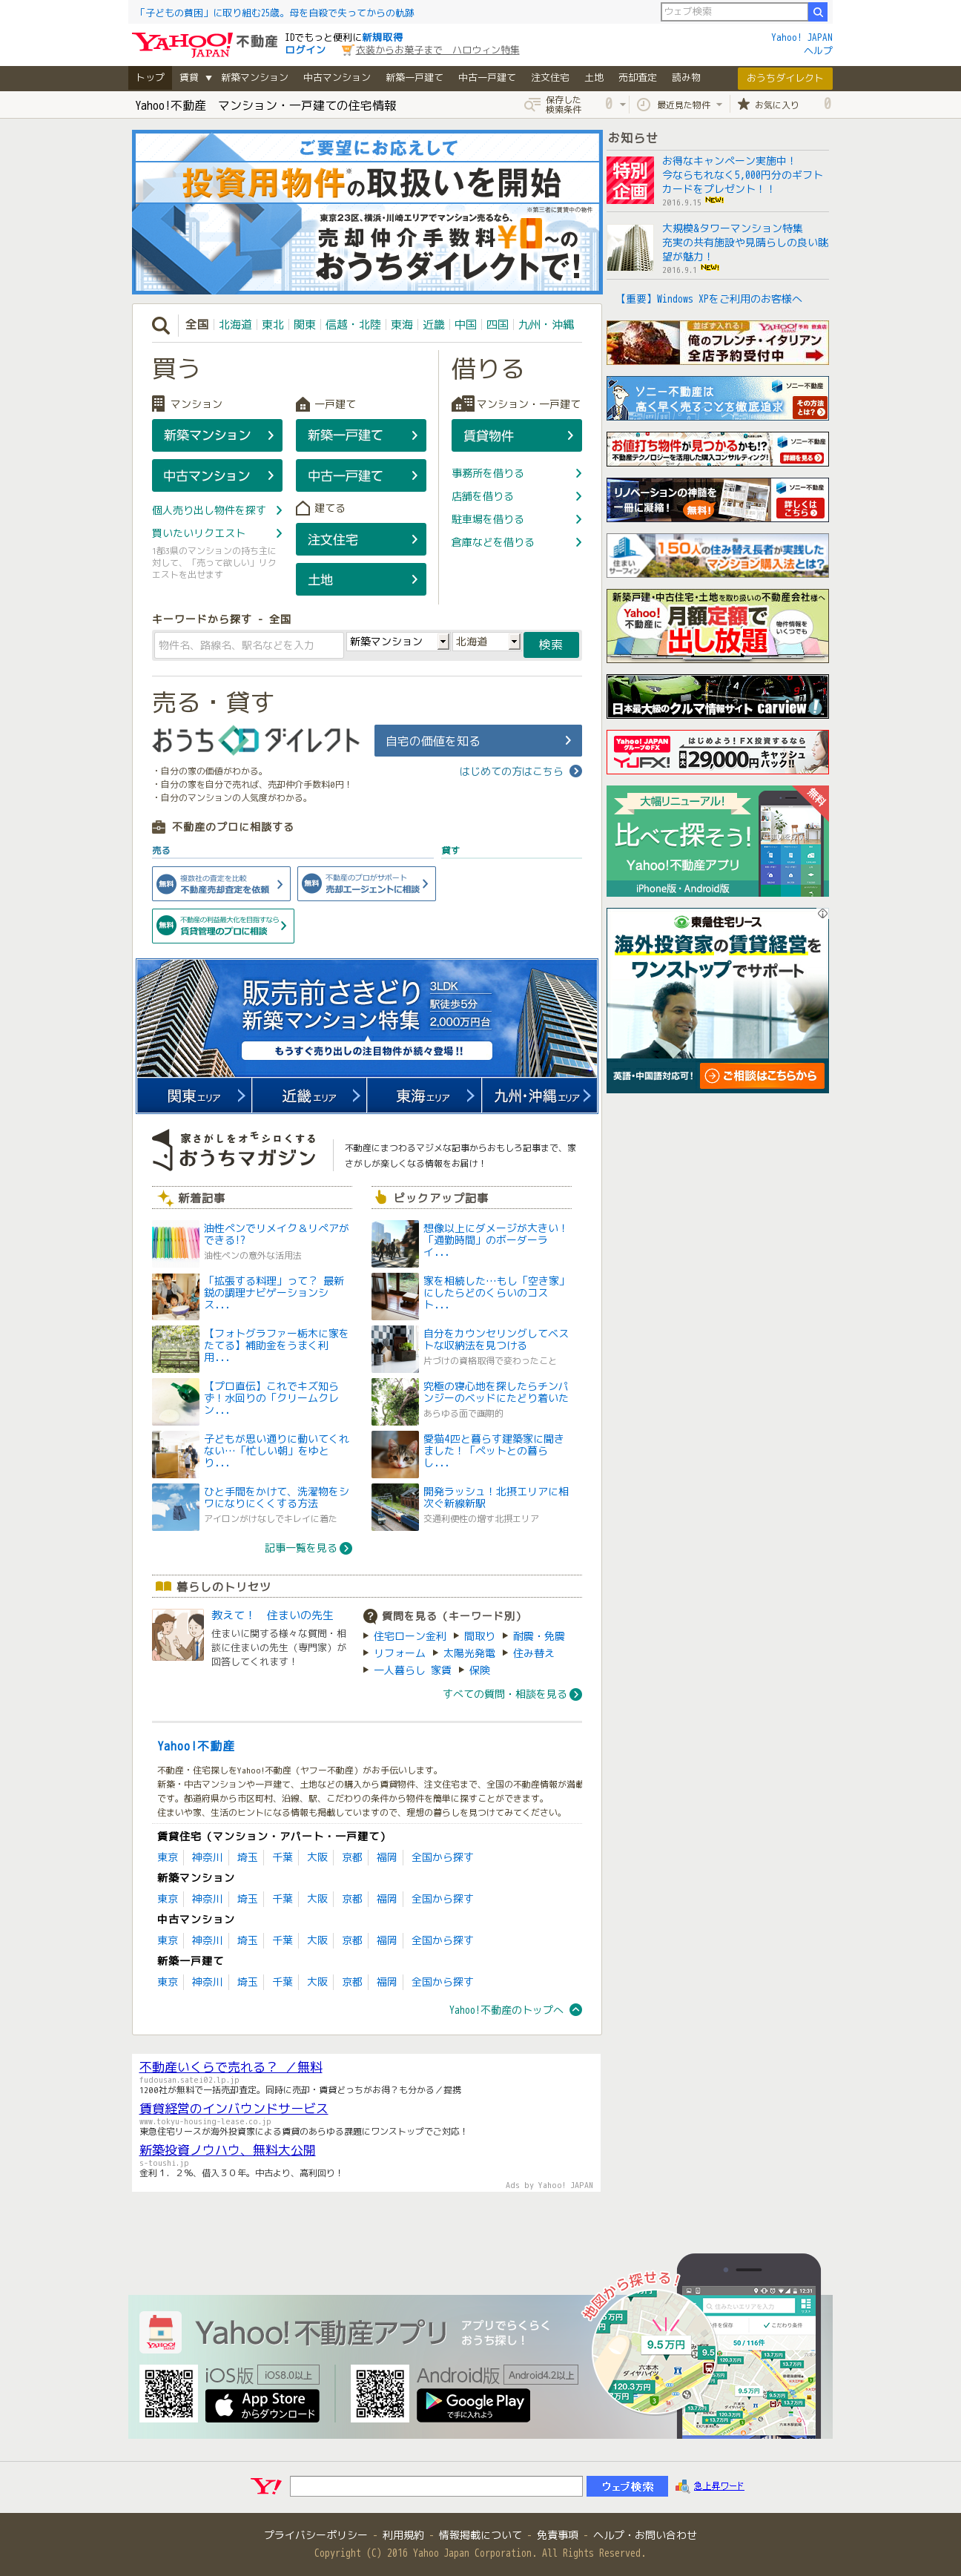 「子どもの貧困」に取り組む25歳。母を自殺で失ってからの軌跡
ウェブ検索
YAHOO! JAPAN 不動産
IDでもっと便利に新規取得
ログイン 衣装からお菓子まで ハロウィン特集
Yahoo! JAPAN
ヘルプ
トップ 賃貸 ▼ 新築マンション 中古マンション 新築一戸建て 中古一戸建て 注文住宅 土地 売却査定 読み物 おうちダイレクト
Yahoo!不動産 マンション・一戸建ての住宅情報
保存した
検索条件 0 最近見た物件 お気に入り 0
ご要望にお応えして
投資用物件※の取扱いを開始
※第三者に賃貸中の物件
東京23区、横浜・川崎エリアでマンション売るなら、
売却仲介手数料¥0〜の
おうちダイレクトで!
全国 北海道 東北 関東 信越・北陸 東海 近畿 中国 四国 九州・沖縄
買う
マンション 一戸建て
新築マンション 新築一戸建て
中古マンション 中古一戸建て
個人売り出し物件を探す
買いたいリクエスト
1都3県のマンションの持ち主に
対して、「売って欲しい」リク
エストを出せます
建てる
注文住宅
土地
借りる
マンション・一戸建て
賃貸物件
事務所を借りる
店舗を借りる
駐車場を借りる
倉庫などを借りる
キーワードから探す - 全国
物件名、路線名、駅名などを入力 新築マンション 北海道 検索
売る・貸す
おうちダイレクト
自宅の価値を知る
はじめての方はこちら
・自分の家の価値がわかる。
・自分の家を自分で売れば、売却仲介手数料0円!
・自分のマンションの人気度がわかる。
不動産のプロに相談する
売る 貸す
無料 複数社の査定を比較
不動産売却査定を依頼
無料 不動産のプロがサポート
売却エージェントに相談
無料 不動産の利益最大化を目指すなら
賃貸管理のプロに相談
販売前さきどり
新築マンション特集
3LDK
駅徒歩5分
2,000万円台
もうすぐ売り出しの注目物件が続々登場!!
関東エリア 近畿エリア 東海エリア 九州・沖縄エリア
家さがしをオモシロくする
おうちマガジン
不動産にまつわるマジメな記事からおもしろ記事まで、家
さがしが楽しくなる情報をお届け!
新着記事
油性ペンでリメイク＆リペアが
できる!?
油性ペンの意外な活用法
「拡張する料理」って? 最新
鋭の調理ナビゲーションシ
ス...
【フォトグラファー栃木に家を
たてる】補助金をうまく利
用...
【プロ直伝】これでキズ知ら
ず!水回りの「クリームクレ
ン...
子どもが思い通りに動いてくれ
ない…「忙しい朝」をゆと
り...
ひと手間をかけて、洗濯物をシ
ワになりにくくする方法
アイロンがけなしでキレイに着た
記事一覧を見る
ピックアップ記事
想像以上にダメージが大きい!
「通勤時間」のボーダーラ
イ...
家を相続した…もし「空き家」
にしたらどのくらいのコス
ト...
自分をカウンセリングしてベス
トな収納法を見つける
片づけの資格取得で変わったこと
究極の寝心地を探したらチンパ
ンジーのベッドにたどり着いた
あらゆる面で画期的
愛猫4匹と暮らす建築家に聞き
ました!「ペットとの暮ら
し...
開発ラッシュ!北摂エリアに相
次ぐ新線新駅
交通利便性の増す北摂エリア
暮らしのトリセツ
教えて! 住まいの先生
住まいに関する様々な質問・相
談に住まいの先生(専門家)が
回答してくれます!
質問を見る(キーワード別)
住宅ローン金利 間取り 耐震・免震
リフォーム 太陽光発電 住み替え
一人暮らし 家賃 保険
すべての質問・相談を見る
Yahoo!不動産
不動産・住宅探しをYahoo!不動産(ヤフー不動産)がお手伝いします。
新築・中古マンションや一戸建て、土地などの購入から賃貸物件、注文住宅まで、全国の不動産情報が満載
です。都道府県から市区町村、沿線、駅、こだわりの条件から物件を簡単に探すことができます。
住まいや家、生活のヒントになる情報も掲載していますので、理想の暮らしを見つけてみてください。
賃貸住宅(マンション・アパート・一戸建て)
東京 神奈川 埼玉 千葉 大阪 京都 福岡 全国から探す
新築マンション
東京 神奈川 埼玉 千葉 大阪 京都 福岡 全国から探す
中古マンション
東京 神奈川 埼玉 千葉 大阪 京都 福岡 全国から探す
新築一戸建て
東京 神奈川 埼玉 千葉 大阪 京都 福岡 全国から探す
Yahoo!不動産のトップへ
お知らせ
特別
企画
お得なキャンペーン実施中!
今ならもれなく5,000円分のギフト
カードをプレゼント!!
2016.9.15 NEW!
大規模&タワーマンション特集
充実の共有施設や見晴らしの良い眺
望が魅力!
2016.9.1 NEW!
【重要】Windows XPをご利用のお客様へ
並ばず入れる! YAHOO! JAPAN 予約 飲食店
俺のフレンチ・イタリアン
全店予約受付中
ソニー不動産は
高く早く売ることを徹底追求
ソニー不動産
その方法
とは?
お値打ち物件が見つかるかも!?
不動産テクノロジーを活用した購入コンサルティング!
ソニー不動産
詳細を見る
リノベーションの神髄を
一冊に凝縮! 無料!
ソニー不動産
詳しくは
こちら
住まいサーフィン
150人の住み替え長者が実践した
マンション購入法とは?
新築戸建・中古住宅・土地を取り扱いの不動産会社様へ
Yahoo!
不動産に
月額定額で
出し放題
物件情報を
いくつでも
日本最大級のクルマ情報サイト carview!
Yahoo! JAPAN
グループのFX
YJFX!
はじめよう!FX投資するなら
最大29,000円キャッシュバック!!
無料
大幅リニューアル!
比べて探そう!
Yahoo!不動産アプリ
iPhone版・Android版
東急住宅リース
海外投資家の賃貸経営を
ワンストップでサポート
英語・中国語対応可! ご相談はこちらから
不動産いくらで売れる? ／無料
fudousan.satei02.lp.jp
1200社が無料で一括売却査定。同時に売却・賃貸どっちがお得?も分かる／提携
賃貸経営のインバウンドサービス
www.tokyu-housing-lease.co.jp
東急住宅リースが海外投資家による賃貸のあらゆる課題にワンストップでご対応!
新築投資ノウハウ、無料大公開
s-toushi.jp
金利1.2%、借入30年。中古より、高利回り!
Ads by Yahoo! JAPAN
YAHOO!
Yahoo!不動産アプリ
アプリでらくらく
おうち探し!
iOS版 iOS8.0以上
App Store
からダウンロード
Android版 Android4.2以上
Google Play
で手に入れよう
地図から探せる!
12:31
住みたいエリアを入力
こだわり条件
50 / 116件
9.5万円
六本木
120.3万円
Y! ウェブ検索 急上昇ワード
プライバシーポリシー - 利用規約 - 情報掲載について - 免責事項 - ヘルプ・お問い合わせ
Copyright (C) 2016 Yahoo Japan Corporation. All Rights Reserved.